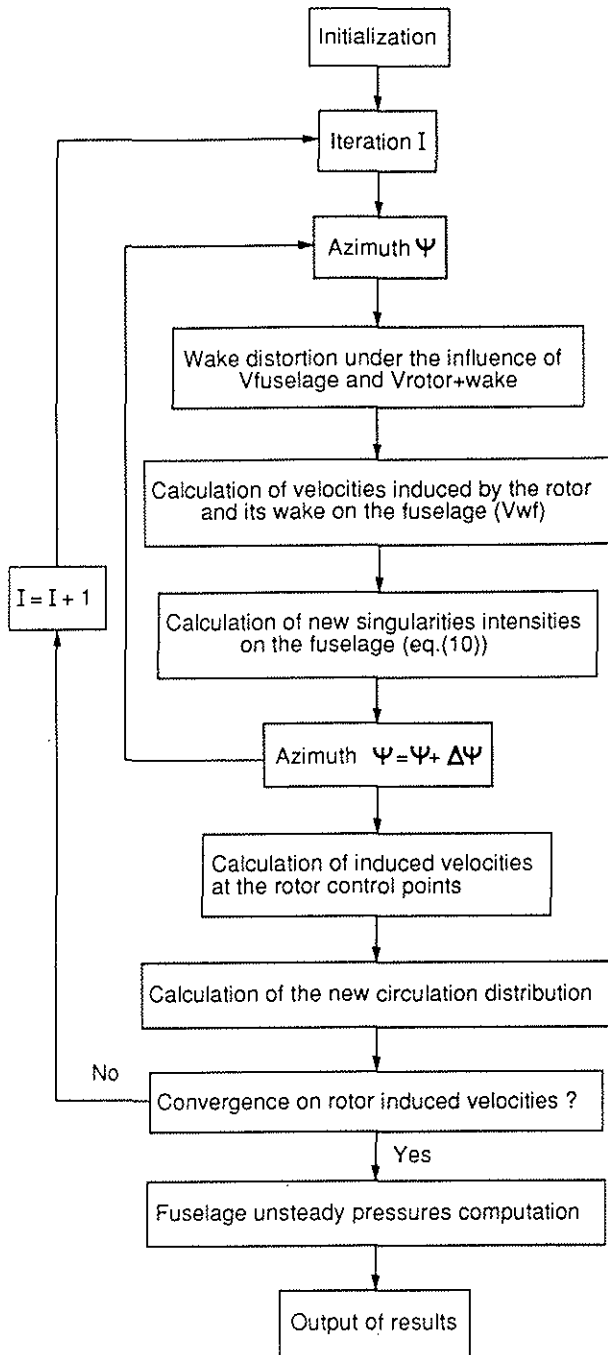 Initialization
Iteration I
Azimuth Ψ
Wake distortion under the influence of
Vfuselage and Vrotor+wake
Calculation of velocities induced by the rotor
and its wake on the fuselage (Vwf)
I = I + 1
Calculation of new singularities intensities
on the fuselage (eq.(10))
Azimuth Ψ = Ψ + ΔΨ
Calculation of induced velocities
at the rotor control points
Calculation of the new circulation distribution
No
Convergence on rotor induced velocities ?
Yes
Fuselage unsteady pressures computation
Output of results